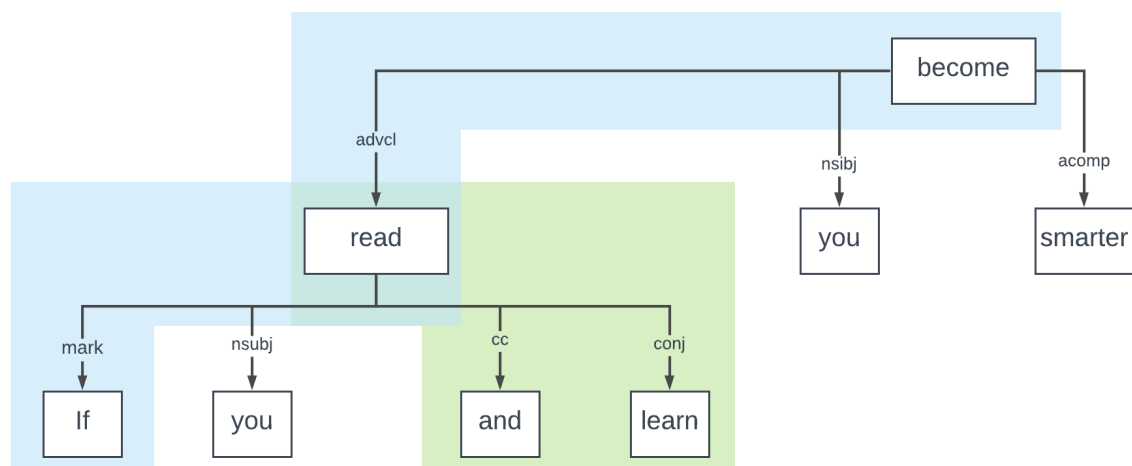 become
advcl
nsibj
acomp
read
you
smarter
mark
nsubj
cc
conj
If
you
and
learn